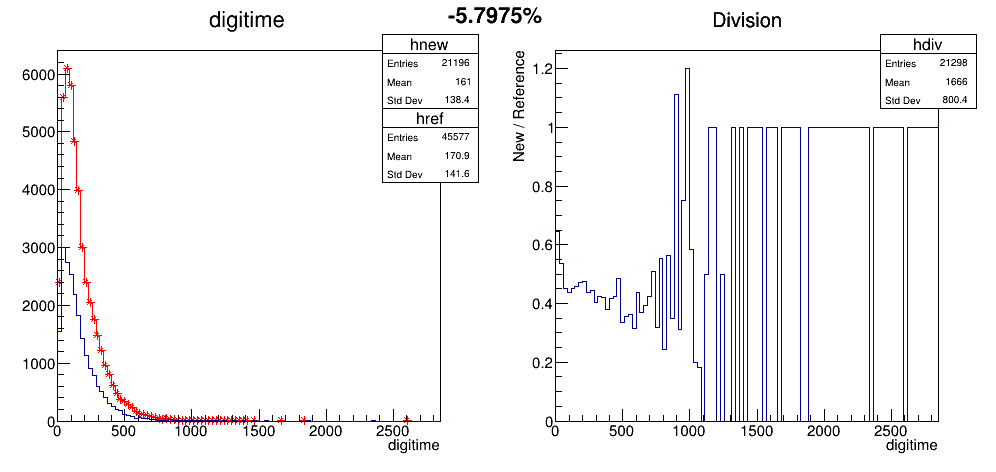 digitime
-5.7975%
Division
hnew
Entries 21196
Mean 161
Std Dev 138.4
href
Entries 45577
Mean 170.9
Std Dev 141.6
6000
5000
4000
3000
2000
1000
0
0 500 1000 1500 2000 2500
digitime
hdiv
Entries 21298
Mean 1666
Std Dev 800.4
New / Reference
1.2
1
0.8
0.6
0.4
0.2
0
0 500 1000 1500 2000 2500
digitime